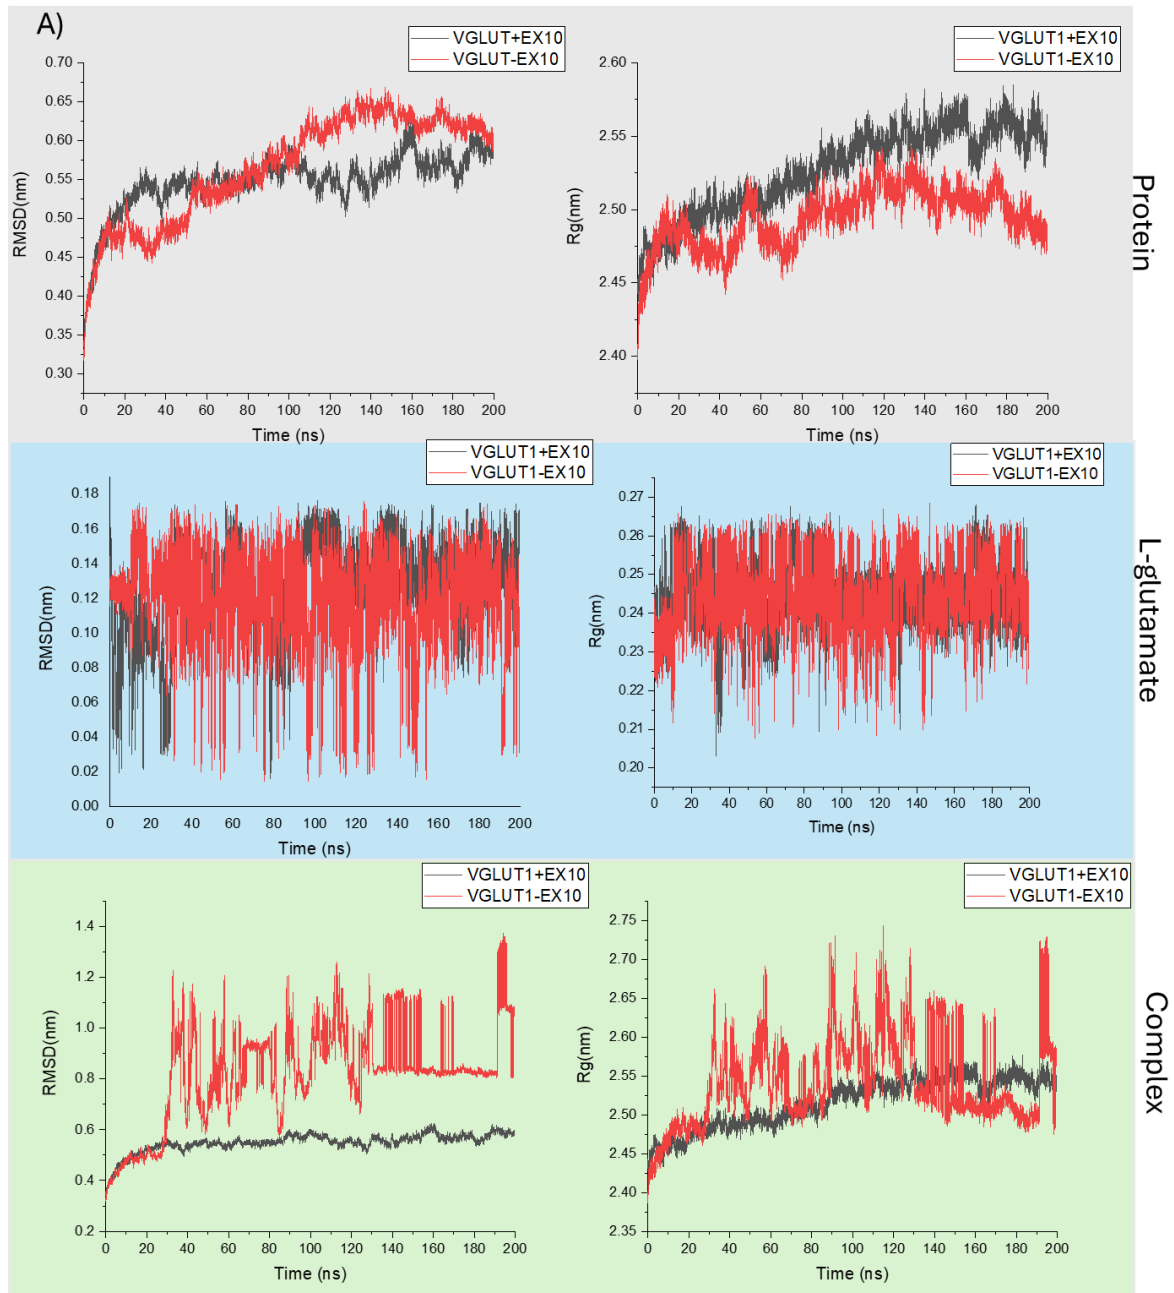 A)
VGLUT+EX10
VGLUT-EX10
0.70
0.65
0.60
0.55
0.50
0.45
0.40
0.35
0.30
RMSD(nm)
0 20 40 60 80 100 120 140 160 180 200
Time (ns)
VGLUT1+EX10
VGLUT1-EX10
2.60
2.55
2.50
2.45
2.40
Rg(nm)
0 20 40 60 80 100 120 140 160 180 200
Time (ns)
Protein
VGLUT1+EX10
VGLUT1-EX10
0.18
0.16
0.14
0.12
0.10
0.08
0.06
0.04
0.02
0.00
RMSD(nm)
0 20 40 60 80 100 120 140 160 180 200
Time (ns)
VGLUT1+EX10
VGLUT1-EX10
0.27
0.26
0.25
0.24
0.23
0.22
0.21
0.20
Rg(nm)
0 20 40 60 80 100 120 140 160 180 200
Time (ns)
L-glutamate
VGLUT1+EX10
VGLUT1-EX10
1.4
1.2
1.0
0.8
0.6
0.4
0.2
RMSD(nm)
0 20 40 60 80 100 120 140 160 180 200
Time (ns)
VGLUT1+EX10
VGLUT1-EX10
2.75
2.70
2.65
2.60
2.55
2.50
2.45
2.40
2.35
Rg(nm)
0 20 40 60 80 100 120 140 160 180 200
Time (ns)
Complex